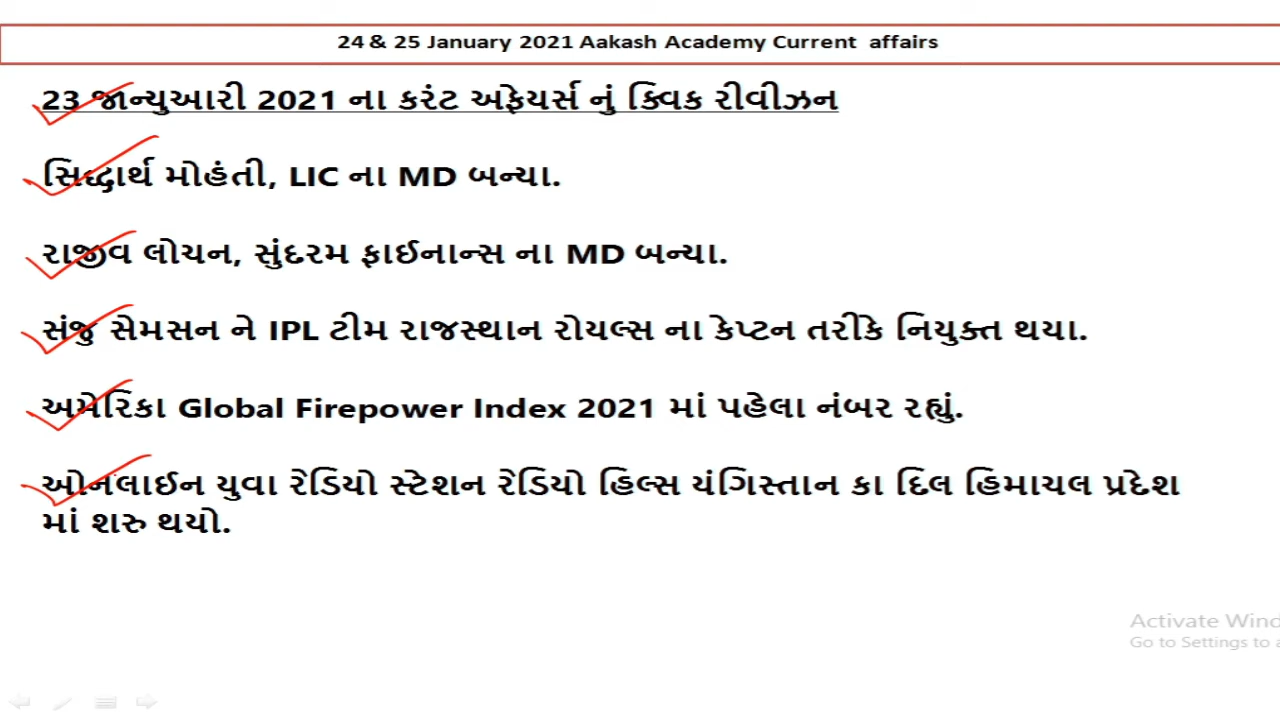 24 & 25 January 2021 Aakash Academy Current affairs
23 જાન્યુઆરી 2021 ના કરંટ અફેયર્સ નું ક્વિક રીવીઝન
સિદ્ધાર્થ મોહંતી, LIC ના MD બન્યા.
રાજીવ લોચન, સુંદરમ ફાઈનાન્સ ના MD બન્યા.
સંજુ સેમસન ને IPL ટીમ રાજસ્થાન રોયલ્સ ના કેપ્ટન તરીકે નિયુક્ત થયા.
અમેરિકા Global Firepower Index 2021 માં પહેલા નંબર રહ્યું.
ઓનલાઈન યુવા રેડિયો સ્ટેશન રેડિયો હિલ્સ યંગિસ્તાન કા દિલ હિમાચલ પ્રદેશ
માં શરુ થયો.
Activate Wind
Go to Settings to a